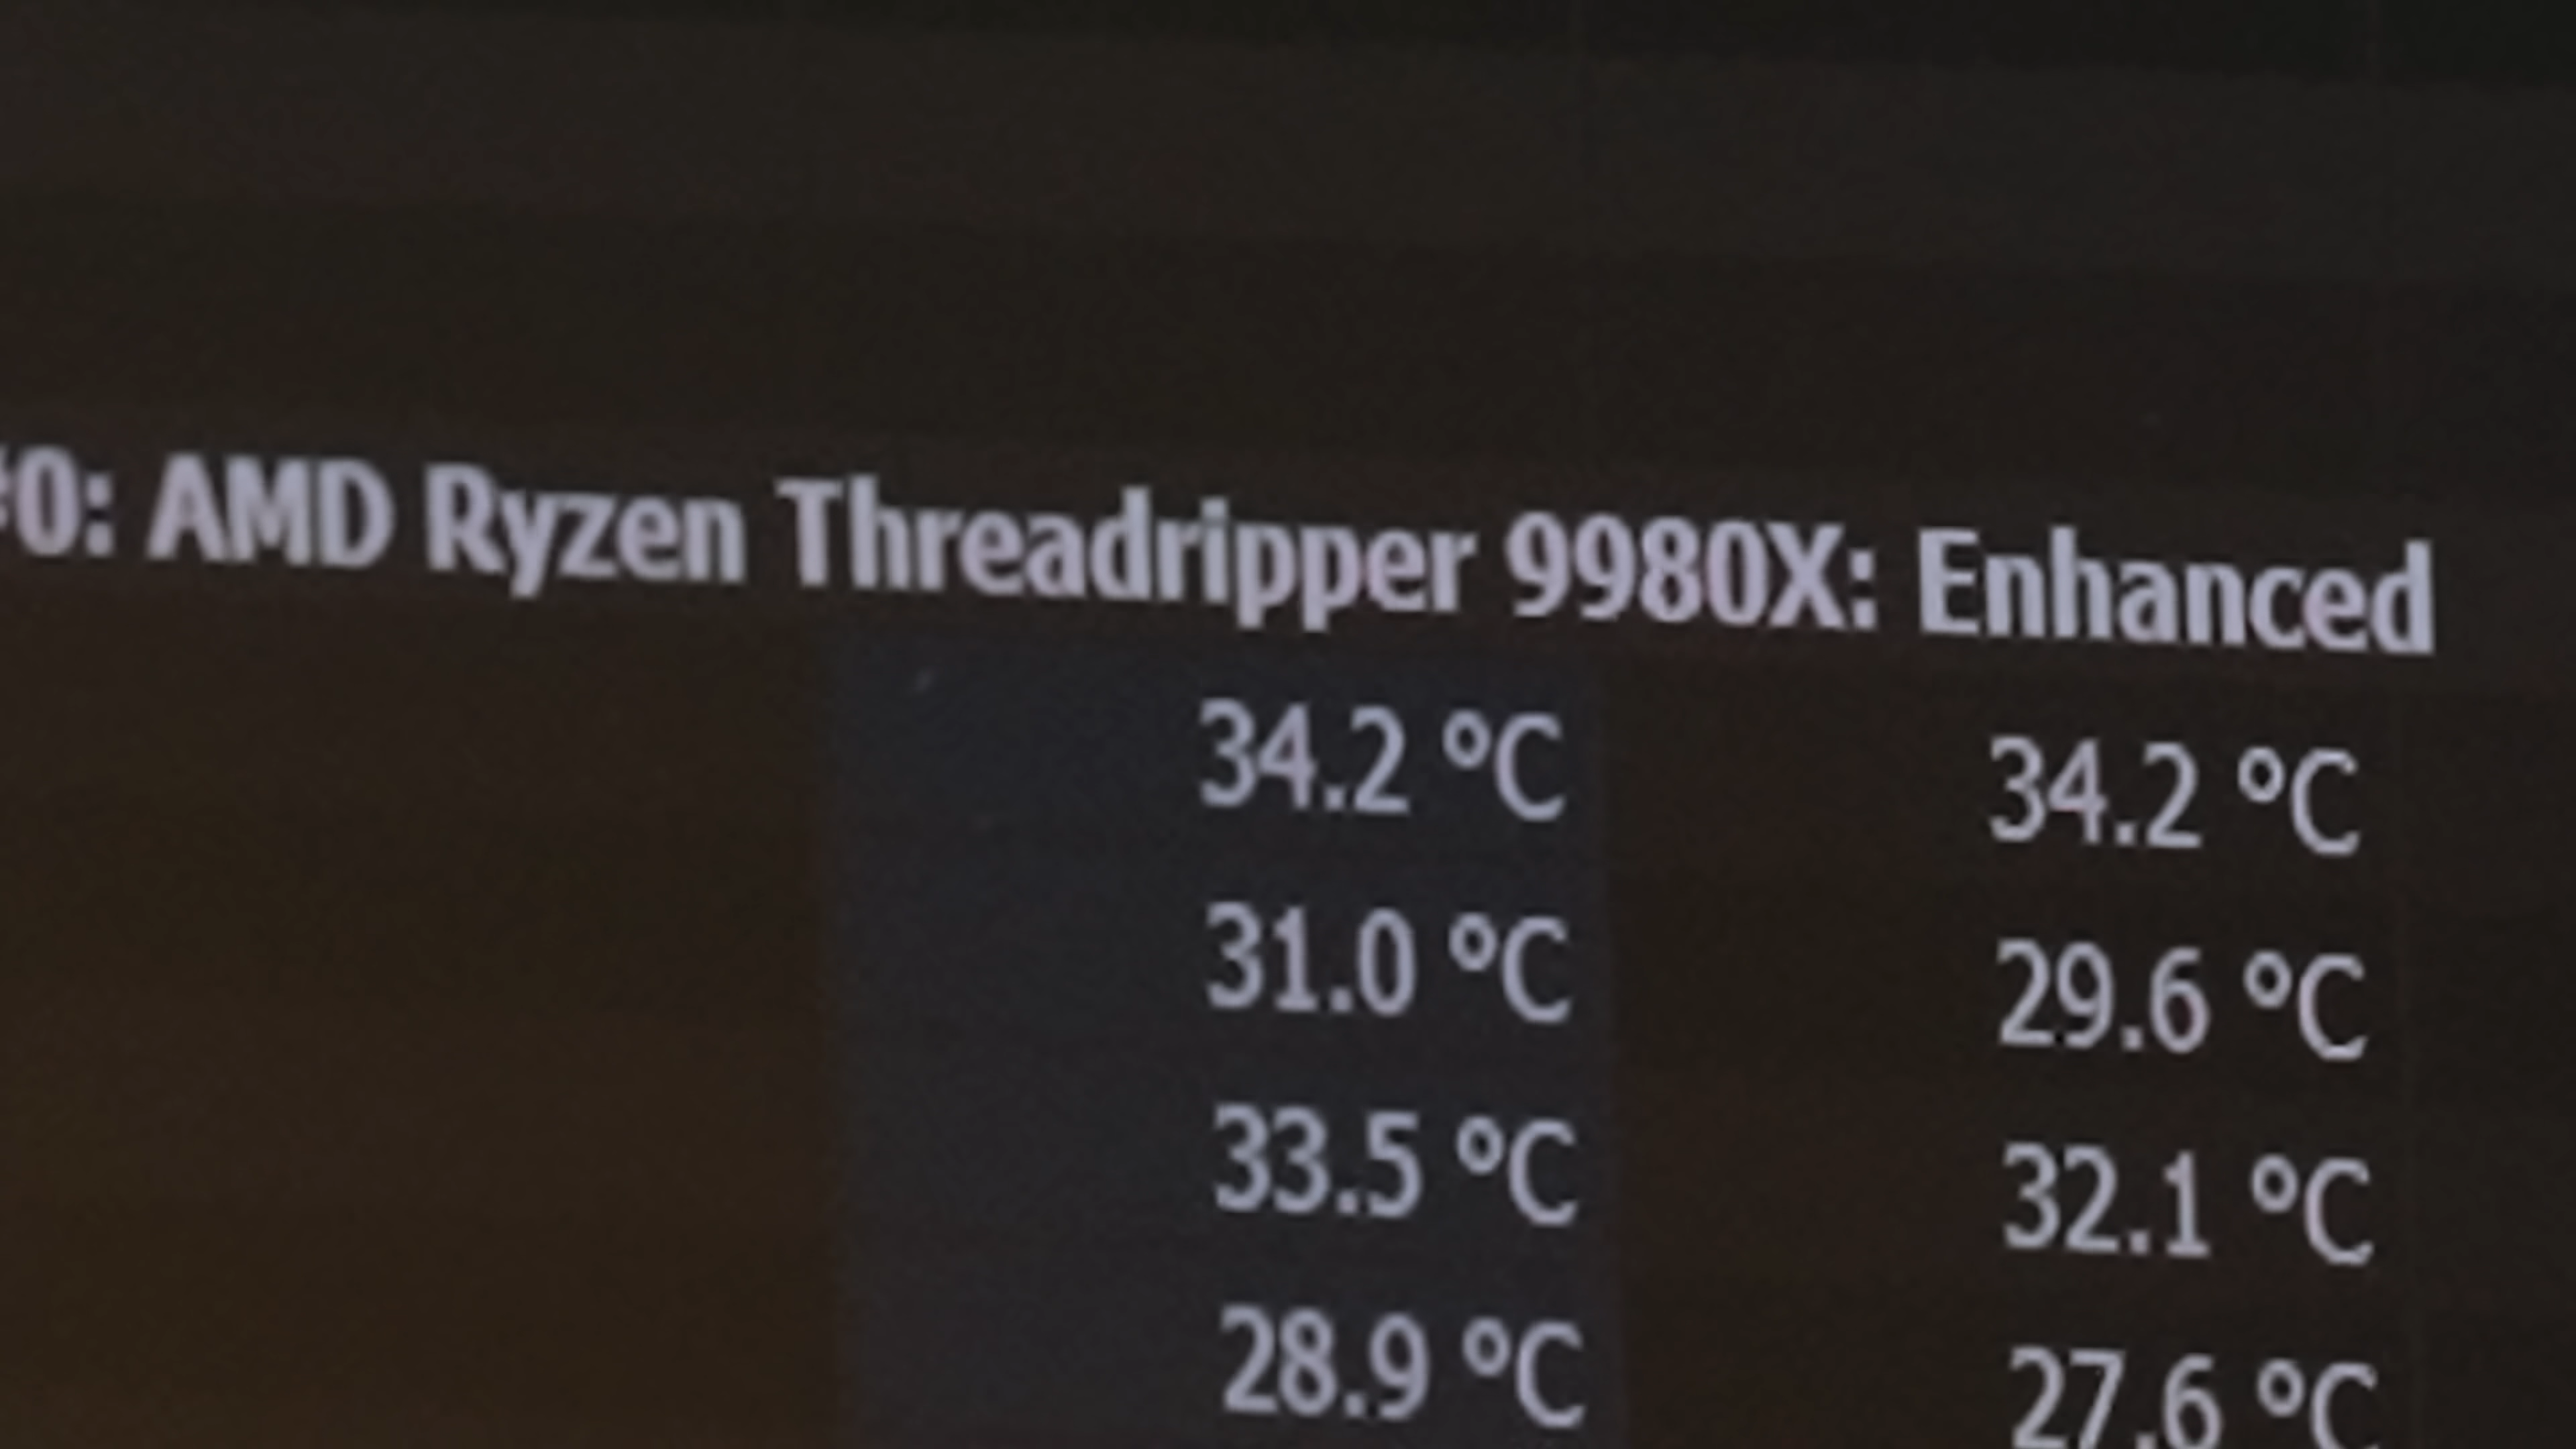 #0: AMD Ryzen Threadripper 9980X: Enhanced
34.2 °C 34.2 °C
31.0 °C 29.6 °C
33.5 °C 32.1 °C
28.9 °C 27.6 °C